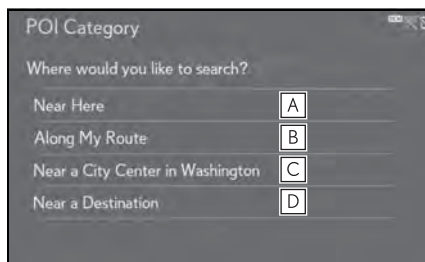 POI Category
Where would you like to search?
Near Here A
Along My Route B
Near a City Center in Washington C
Near a Destination D